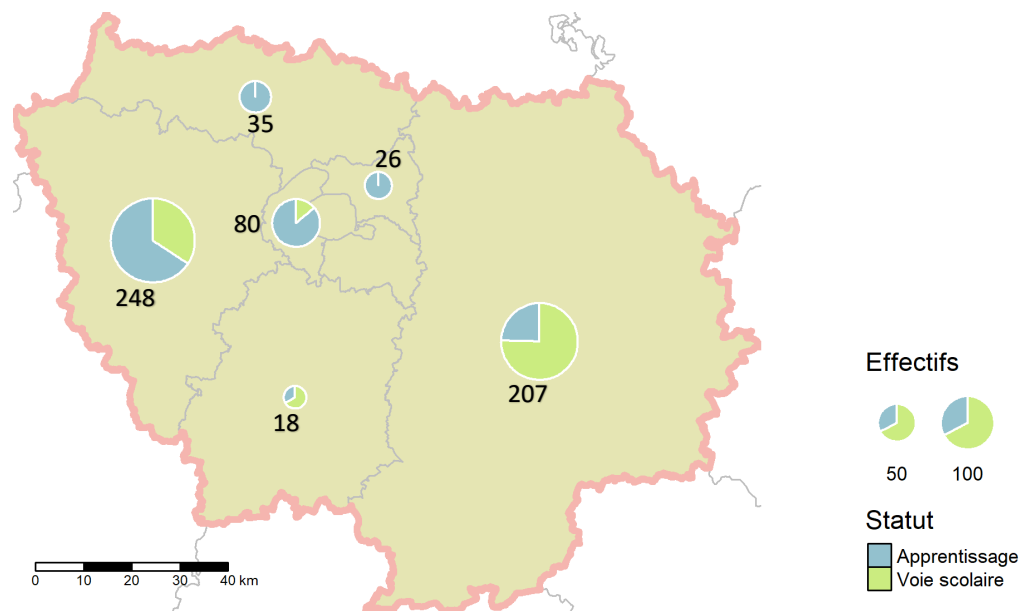 35
26
80
248
207
18
Effectifs
50 100
Statut
Apprentissage
Voie scolaire
0 10 20 30 40 km